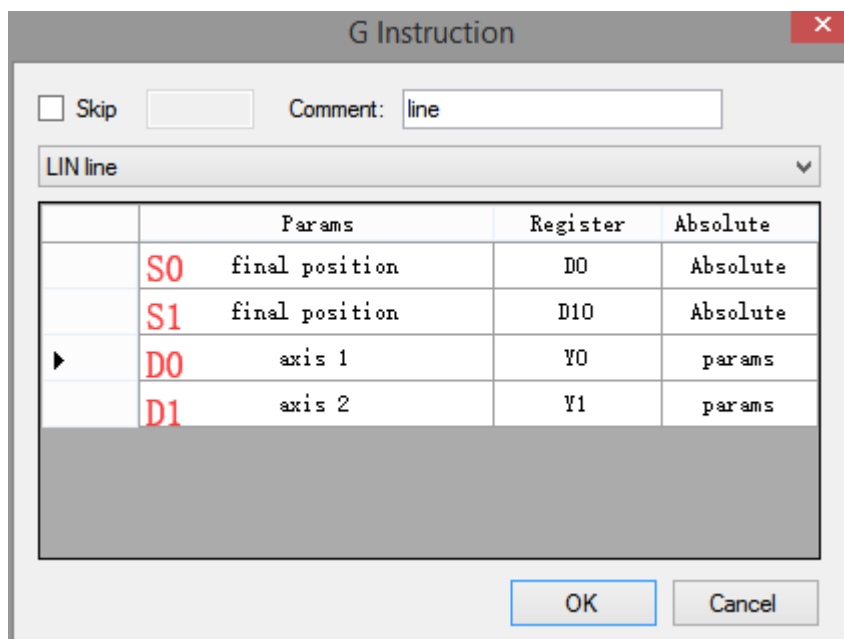 G Instruction
Skip Comment: line
LIN line
Params Register Absolute
S0 final position D0 Absolute
S1 final position D10 Absolute
D0 axis 1 Y0 params
D1 axis 2 Y1 params
OK Cancel